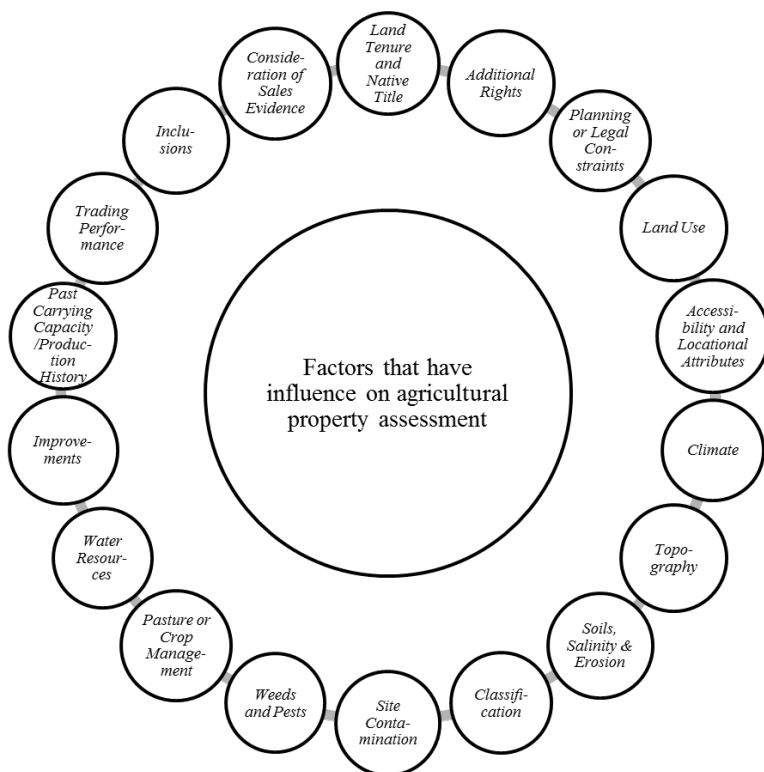 Factors that have
influence on agricultural
property assessment
Land
Tenure
and
Native
Title
Additional
Rights
Planning
or Legal
Con-
straints
Land Use
Accessi-
bility and
Locational
Attributes
Climate
Topo-
graphy
Soils,
Salinity &
Erosion
Classifi-
cation
Site
Conta-
mination
Weeds
and Pests
Pasture or
Crop
Manage-
ment
Water
Resour-
ces
Improve-
ments
Past
Carrying
Capacity
/Produc-
tion
History
Trading
Perfor-
mance
Inclu-
sions
Conside-
ration of
Sales
Evidence